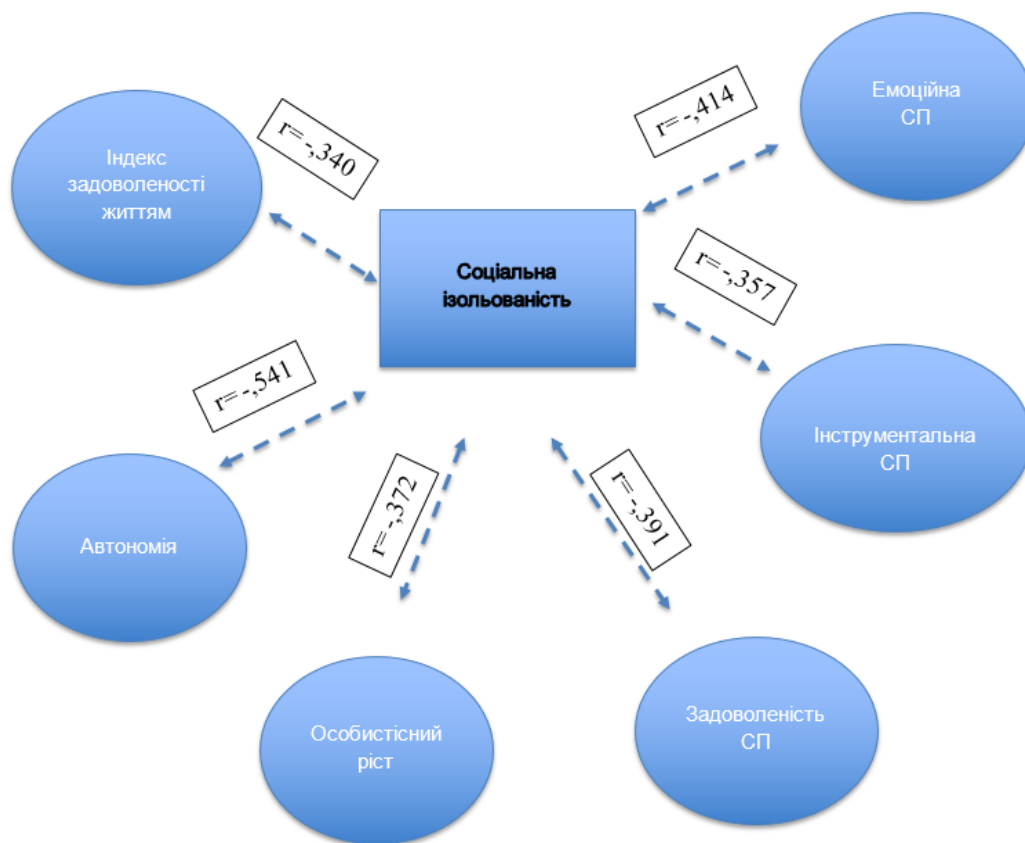 Емоційна
СП
r=-,414
r=-,340
Індекс
задоволеності
життям
Соціальна
ізольованість
r=-,357
r=-,541
Інструментальна
СП
r=-,372
r=-,391
Автономія
Особистісний
ріст
Задоволеність
СП